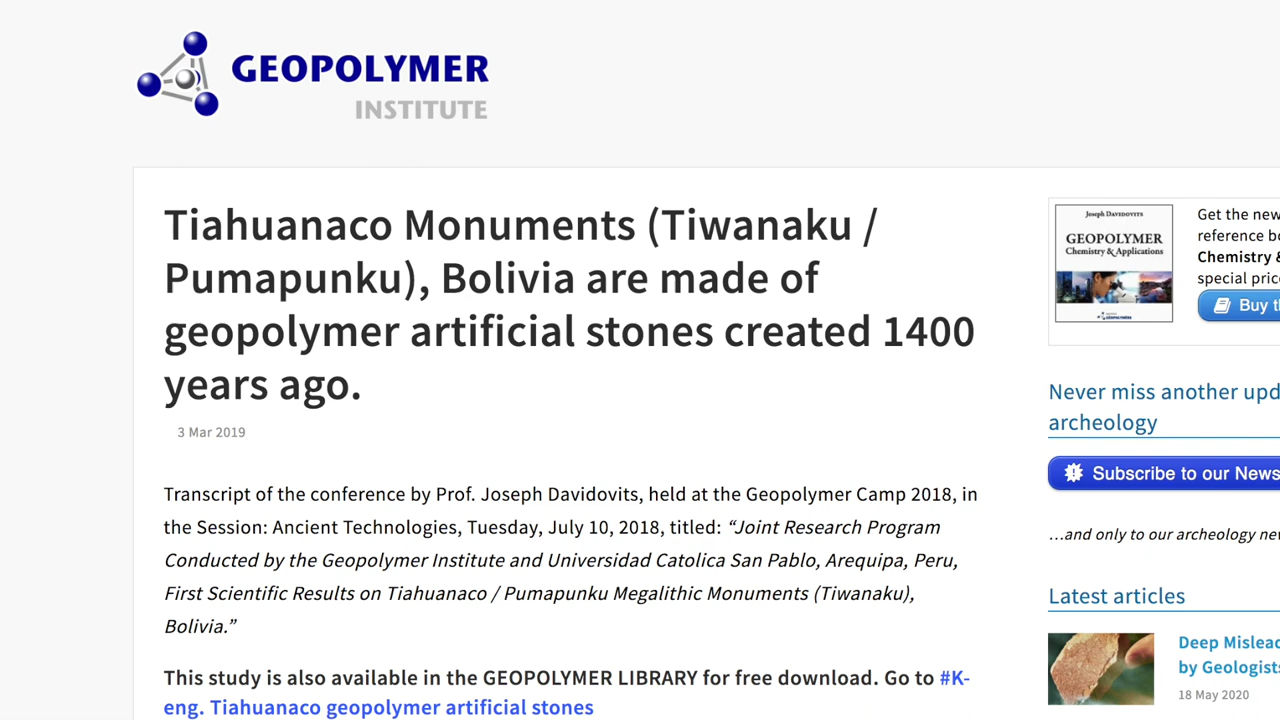 GEOPOLYMER
INSTITUTE
Tiahuanaco Monuments (Tiwanaku /
Pumapunku), Bolivia are made of
geopolymer artificial stones created 1400
years ago.
3 Mar 2019
Transcript of the conference by Prof. Joseph Davidovits, held at the Geopolymer Camp 2018, in
the Session: Ancient Technologies, Tuesday, July 10, 2018, titled: “Joint Research Program
Conducted by the Geopolymer Institute and Universidad Catolica San Pablo, Arequipa, Peru,
First Scientific Results on Tiahuanaco / Pumapunku Megalithic Monuments (Tiwanaku),
Bolivia.”
This study is also available in the GEOPOLYMER LIBRARY for free download. Go to #K-
eng. Tiahuanaco geopolymer artificial stones
Joseph Davidovits
GEOPOLYMER
Chemistry & Applications
Get the new
reference bo
Chemistry &
special price
Buy t
Never miss another upd
archeology
Subscribe to our News
…and only to our archeology ne
Latest articles
Deep Mislead
by Geologists
18 May 2020